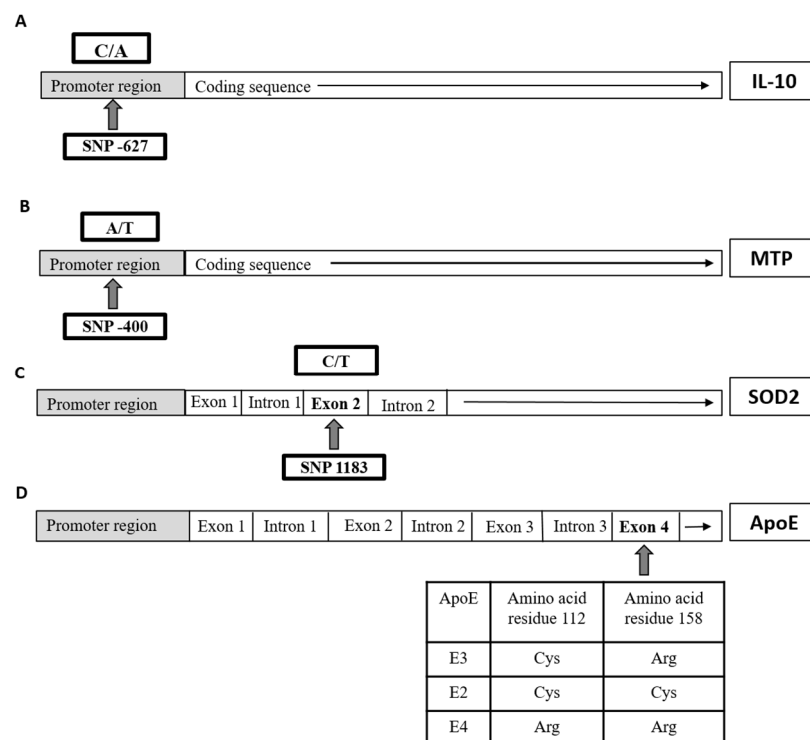 A
C/A
Promoter region Coding sequence IL-10
SNP -627
B
A/T
Promoter region Coding sequence MTP
SNP -400
C/T
C
Promoter region Exon 1 Intron 1 Exon 2 Intron 2 SOD2
SNP 1183
D
Promoter region Exon 1 Intron 1 Exon 2 Intron 2 Exon 3 Intron 3 Exon 4 ApoE
ApoE Amino acid residue 112 Amino acid residue 158
E3 Cys Arg
E2 Cys Cys
E4 Arg Arg